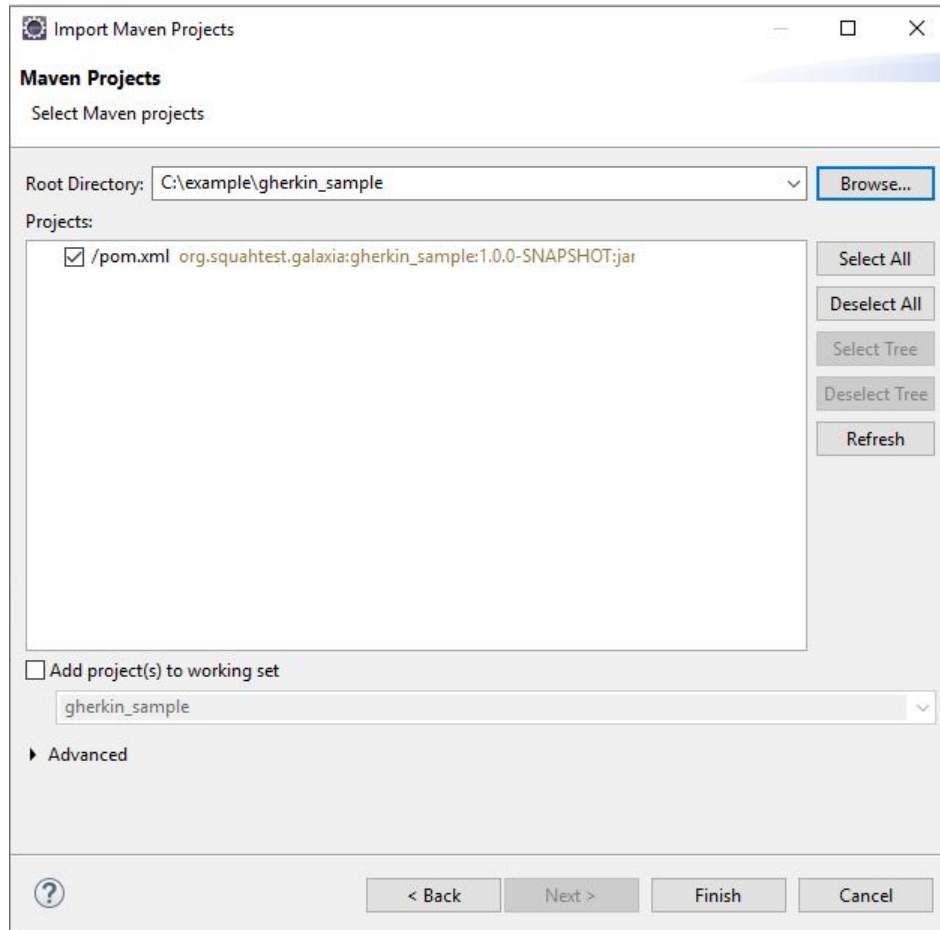 Import Maven Projects
Maven Projects
Select Maven projects
Root Directory: C:\example\gherkin_sample Browse...
Projects:
/pom.xml org.squahtest.galaxia:gherkin_sample:1.0.0-SNAPSHOT:jar
Select All
Deselect All
Select Tree
Deselect Tree
Refresh
Add project(s) to working set
gherkin_sample
Advanced
? < Back Next > Finish Cancel